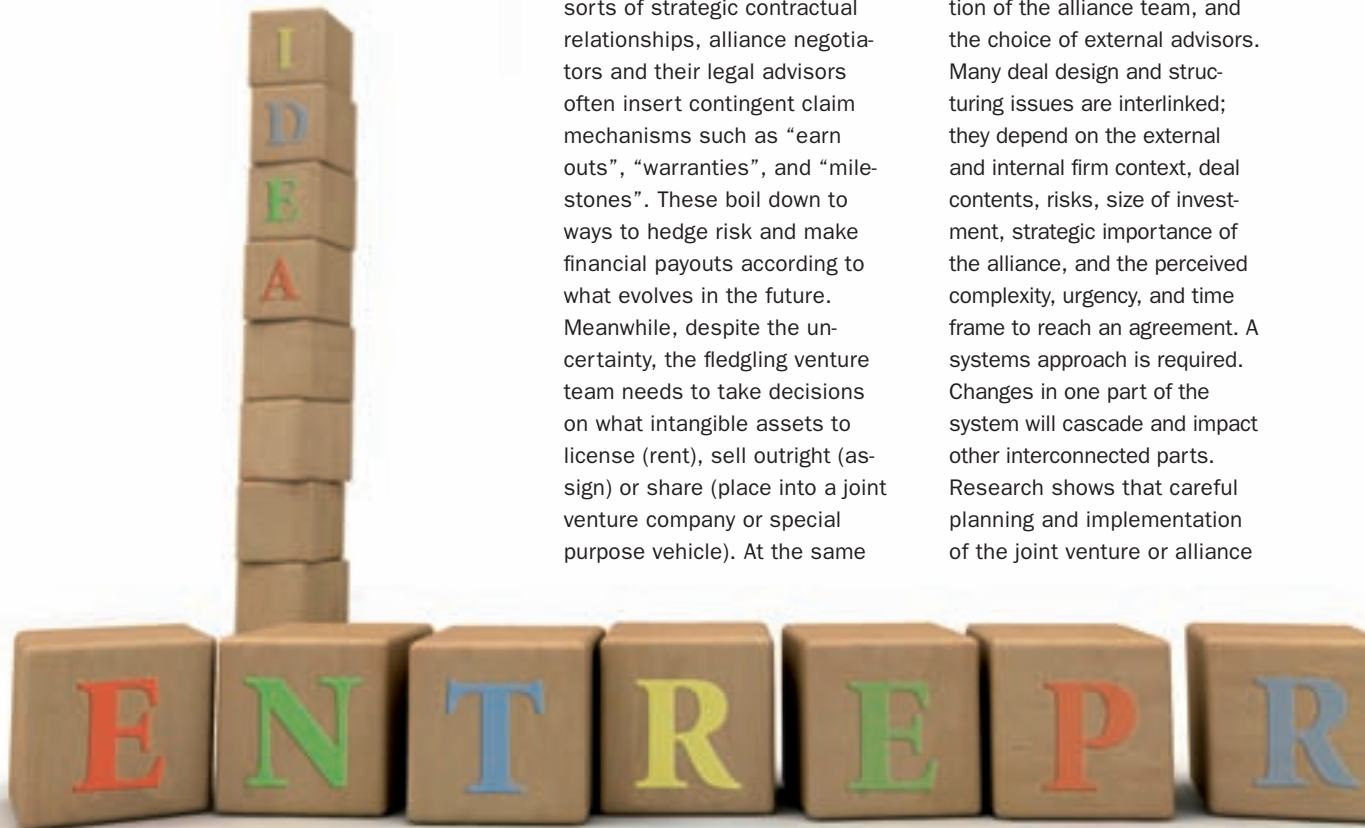 I
D
E
A
sorts of strategic contractual
relationships, alliance negotia-
tors and their legal advisors
often insert contingent claim
mechanisms such as “earn
outs”, “warranties”, and “mile-
stones”. These boil down to
ways to hedge risk and make
financial payouts according to
what evolves in the future.
Meanwhile, despite the un-
certainty, the fledgling venture
team needs to take decisions
on what intangible assets to
license (rent), sell outright (as-
sign) or share (place into a joint
venture company or special
purpose vehicle). At the same
tion of the alliance team, and
the choice of external advisors.
Many deal design and struc-
turing issues are interlinked;
they depend on the external
and internal firm context, deal
contents, risks, size of invest-
ment, strategic importance of
the alliance, and the perceived
complexity, urgency, and time
frame to reach an agreement. A
systems approach is required.
Changes in one part of the
system will cascade and impact
other interconnected parts.
Research shows that careful
planning and implementation
of the joint venture or alliance
E N T R E P R